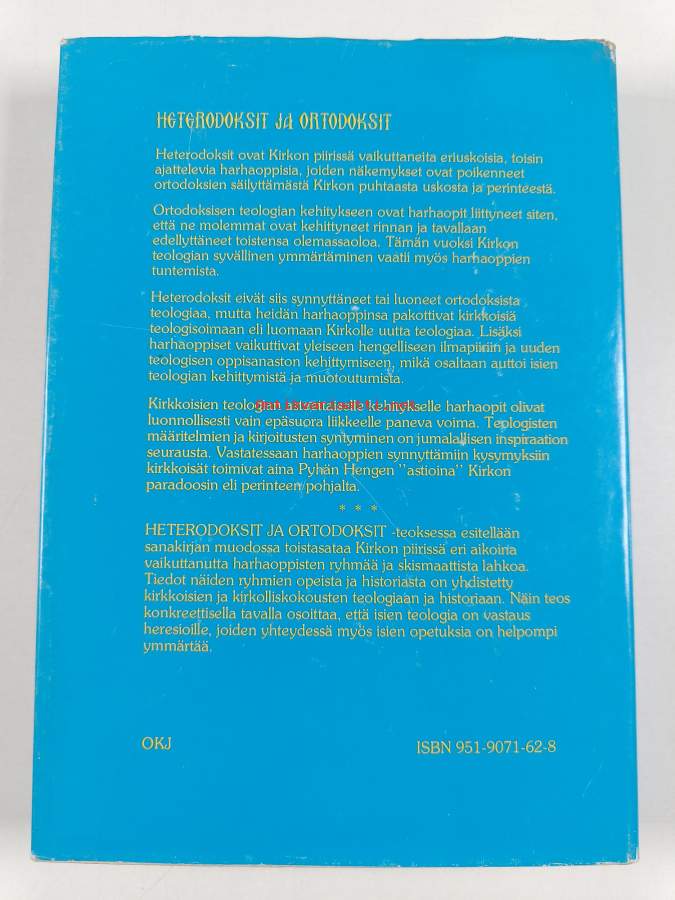 HETERODOKSIT JA ORTODOKSIT
Heterodoksit ovat Kirkon piirissä vaikuttaneita eriuskoisia, toisin
ajattelevia harhaoppisia, joiden näkemykset ovat poikenneet
ortodoksien säilyttämästä Kirkon puhtaasta uskosta ja perinteestä.
Ortodoksisen teologian kehitykseen ovat harhaopit liittyneet siten,
että ne molemmat ovat kehittyneet rinnan ja tavallaan
edellyttäneet toistensa olemassaoloa. Tämän vuoksi Kirkon
teologian syvällinen ymmärtäminen vaatii myös harhaoppien
tuntemista.
Heterodoksit eivät siis synnyttäneet tai luoneet ortodoksista
teologiaa, mutta heidän harhaoppinsa pakottivat kirkkoisiä
teologisoimaan eli luomaan Kirkolle uutta teologiaa. Lisäksi
harhaoppiset vaikuttivat yleiseen hengelliseen ilmapiiriin ja uuden
teologisen oppisanaston kehittymiseen, mikä osaltaan auttoi isien
teologian kehittymistä ja muotoutumista.
Kirkkoisien teologian asteettaiselle kehitykselle harhaopit olivat
luonnollisesti vain epäsuora liikkeelle paneva voima. Teologisten
määritelmien ja kirjoitusten syntyminen on jumalallisen inspiraation
seurausta. Vastatessaan harhaoppien synnyttämiin kysymyksiin
kirkkoisät toimivat aina Pyhän Hengen "astioina" Kirkon
paradoosin eli perinteen pohjalta.
* * *
HETERODOKSIT JA ORTODOKSIT -teoksessa esitellään
sanakirjan muodossa toistasataa Kirkon piirissä eri aikoina
vaikuttanutta harhaoppisten ryhmää ja skismaattista lahkoa.
Tiedot näiden ryhmien opeista ja historiasta on yhdistetty
kirkkoisien ja kirkolliskokousten teologiaan ja historiaan. Näin teos
konkreettisella tavalla osoittaa, että isien teologia on vastaus
heresioille, joiden yhteydessä myös isien opetuksia on helpompi
ymmärtää.
OKJ
ISBN 951-9071-62-8